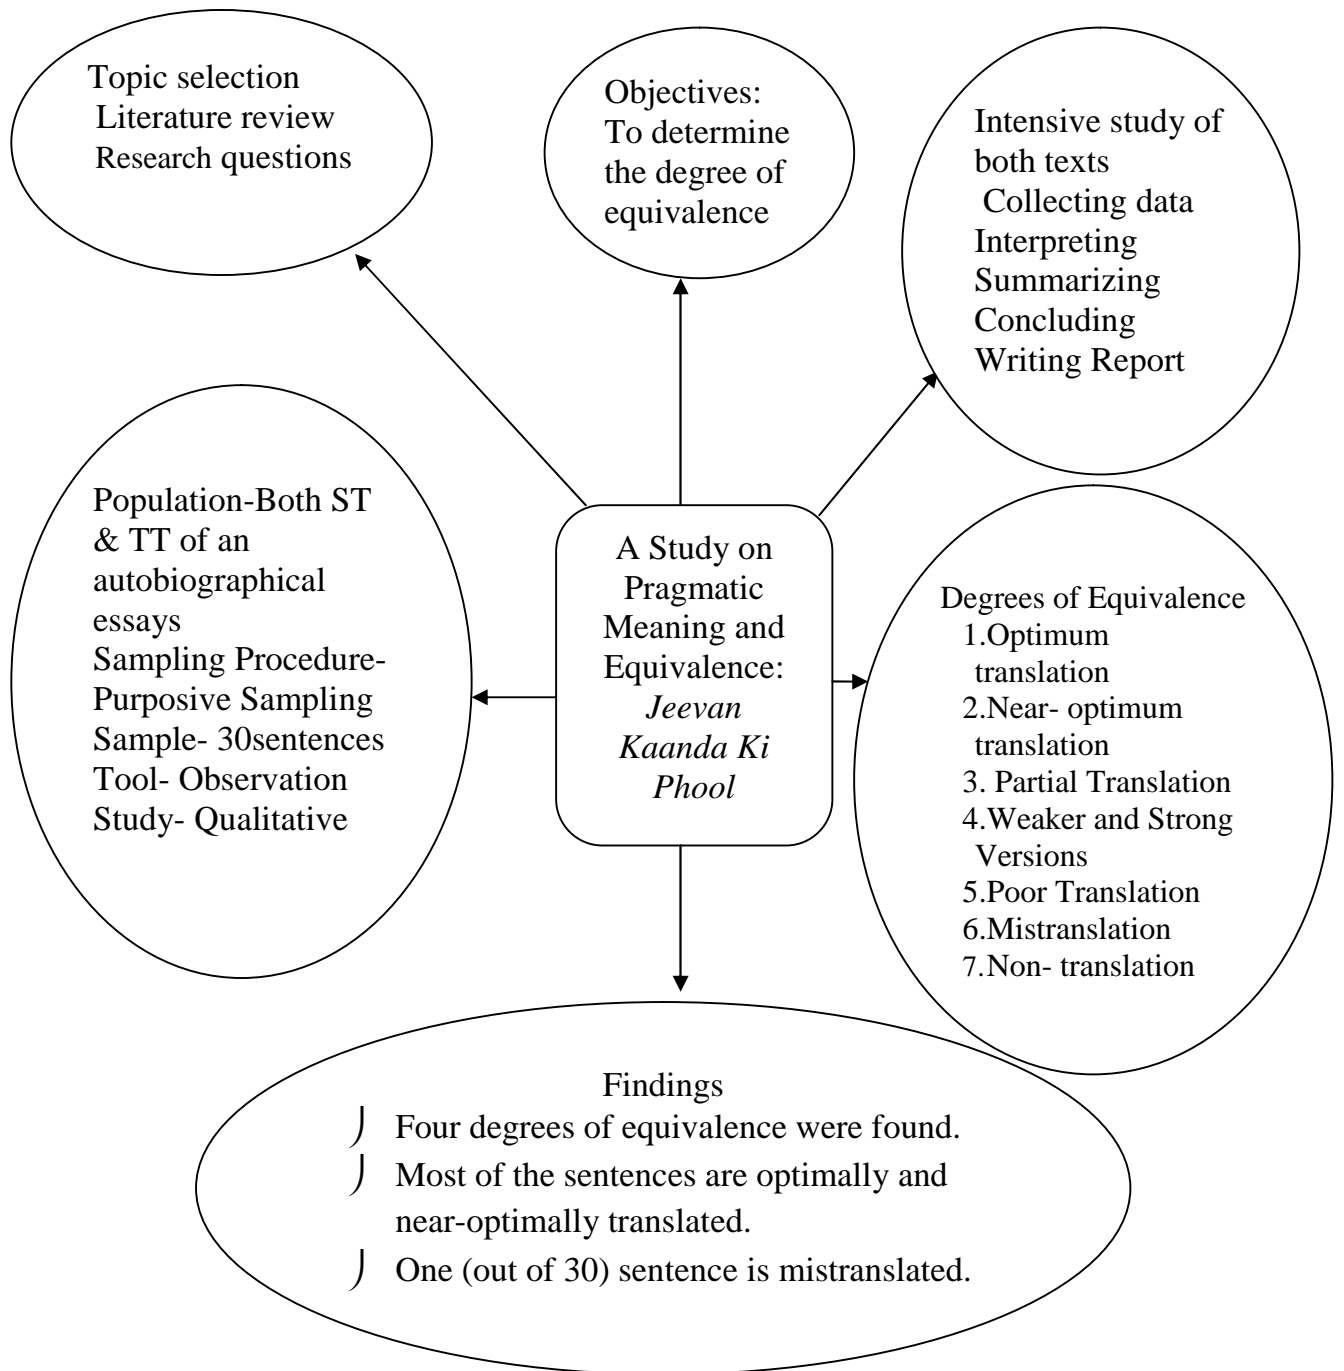 Topic selection
Literature review
Research questions
Objectives:
To determine
the degree of
equivalence
Intensive study of
both texts
Collecting data
Interpreting
Summarizing
Concluding
Writing Report
Population-Both ST
& TT of an
autobiographical
essays
Sampling Procedure-
Purposive Sampling
Sample- 30sentences
Tool- Observation
Study- Qualitative
A Study on
Pragmatic
Meaning and
Equivalence:
Jeevan
Kaanda Ki
Phool
Degrees of Equivalence
1.Optimum
translation
2.Near- optimum
translation
3. Partial Translation
4.Weaker and Strong
Versions
5.Poor Translation
6.Mistranslation
7.Non- translation
Findings
Four degrees of equivalence were found.
Most of the sentences are optimally and
near-optimally translated.
One (out of 30) sentence is mistranslated.